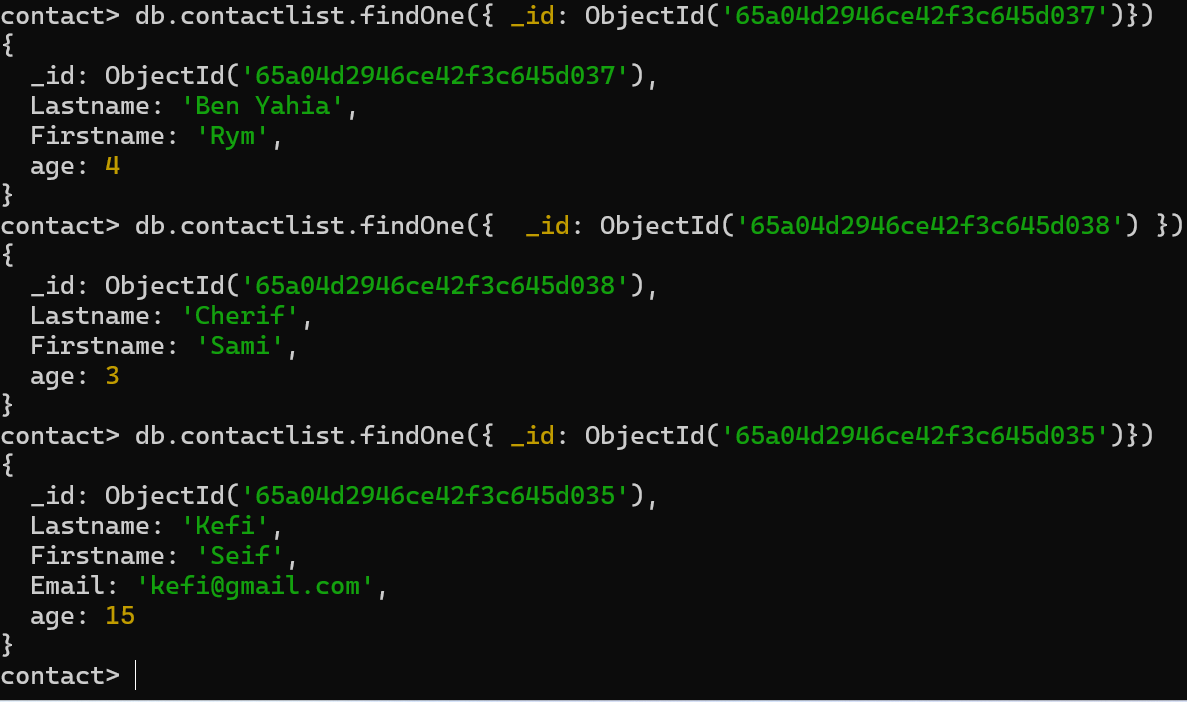 contact> db.contactlist.findOne({ _id: ObjectId('65a04d2946ce42f3c645d037')})
{
  _id: ObjectId('65a04d2946ce42f3c645d037'),
  Lastname: 'Ben Yahia',
  Firstname: 'Rym',
  age: 4
}
contact> db.contactlist.findOne({  _id: ObjectId('65a04d2946ce42f3c645d038') })
{
  _id: ObjectId('65a04d2946ce42f3c645d038'),
  Lastname: 'Cherif',
  Firstname: 'Sami',
  age: 3
}
contact> db.contactlist.findOne({ _id: ObjectId('65a04d2946ce42f3c645d035')})
{
  _id: ObjectId('65a04d2946ce42f3c645d035'),
  Lastname: 'Kefi',
  Firstname: 'Seif',
  Email: 'kefi@gmail.com',
  age: 15
}
contact>